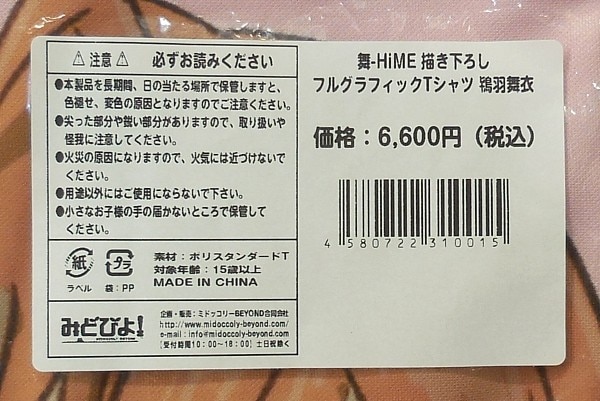 ⚠ 注意 ⚠ 必ずお読みください
●本製品を長期間、日の当たる場所で保管しますと、
色褪せ、変色の原因となりますのでご注意ください。
●尖った部分や鋭い部分がありますので、取り扱いや
怪我に注意してください。
●火災の原因になりますので、火気には近づけないで
ください。
●用途以外にはご使用にならないで下さい。
●小さなお子様の手の届かないところで保管して
ください。
紙
ラベル
プラ
袋：PP
素材：ポリスタンダードT
対象年齢：15歳以上
MADE IN CHINA
みどびよ!
MIDOCCOLY BEYOND
企画・販売：ミドッコリーBEYOND合同会社
http://www.midoccoly-beyond.com/
e-mail：info@midoccoly-beyond.com
[受付時間10：00～18：00] 土日祝除く
舞-HiME 描き下ろし
フルグラフィックTシャツ 鴇羽舞衣
価格：6,600円（税込）
4 580722 310015